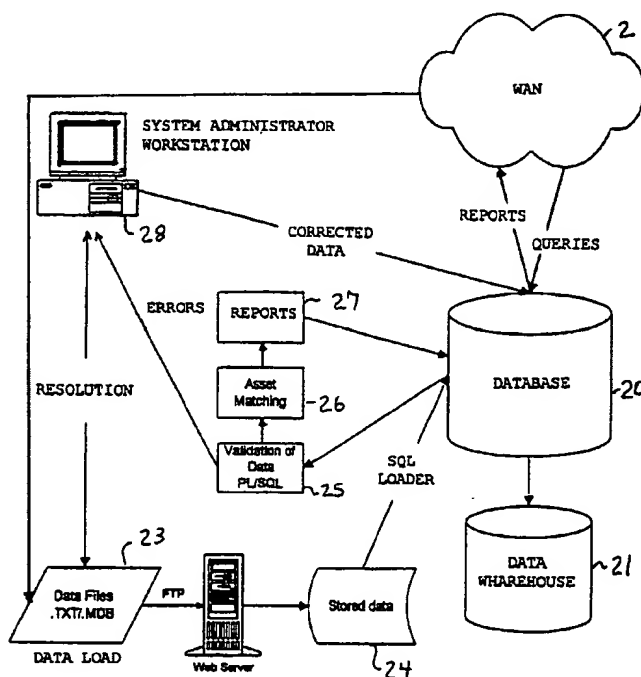 2
WAN
SYSTEM ADMINISTRATOR
WORKSTATION
28
REPORTS
QUERIES
CORRECTED
DATA
ERRORS
REPORTS
27
RESOLUTION
Asset
Matching
26
DATABASE
20
Validation of
Data
PL/SQL
25
SQL
LOADER
23
Data Files
.TXT/.MDB
FTP
DATA LOAD
Web Server
Stored data
24
DATA
WHAREHOUSE
21